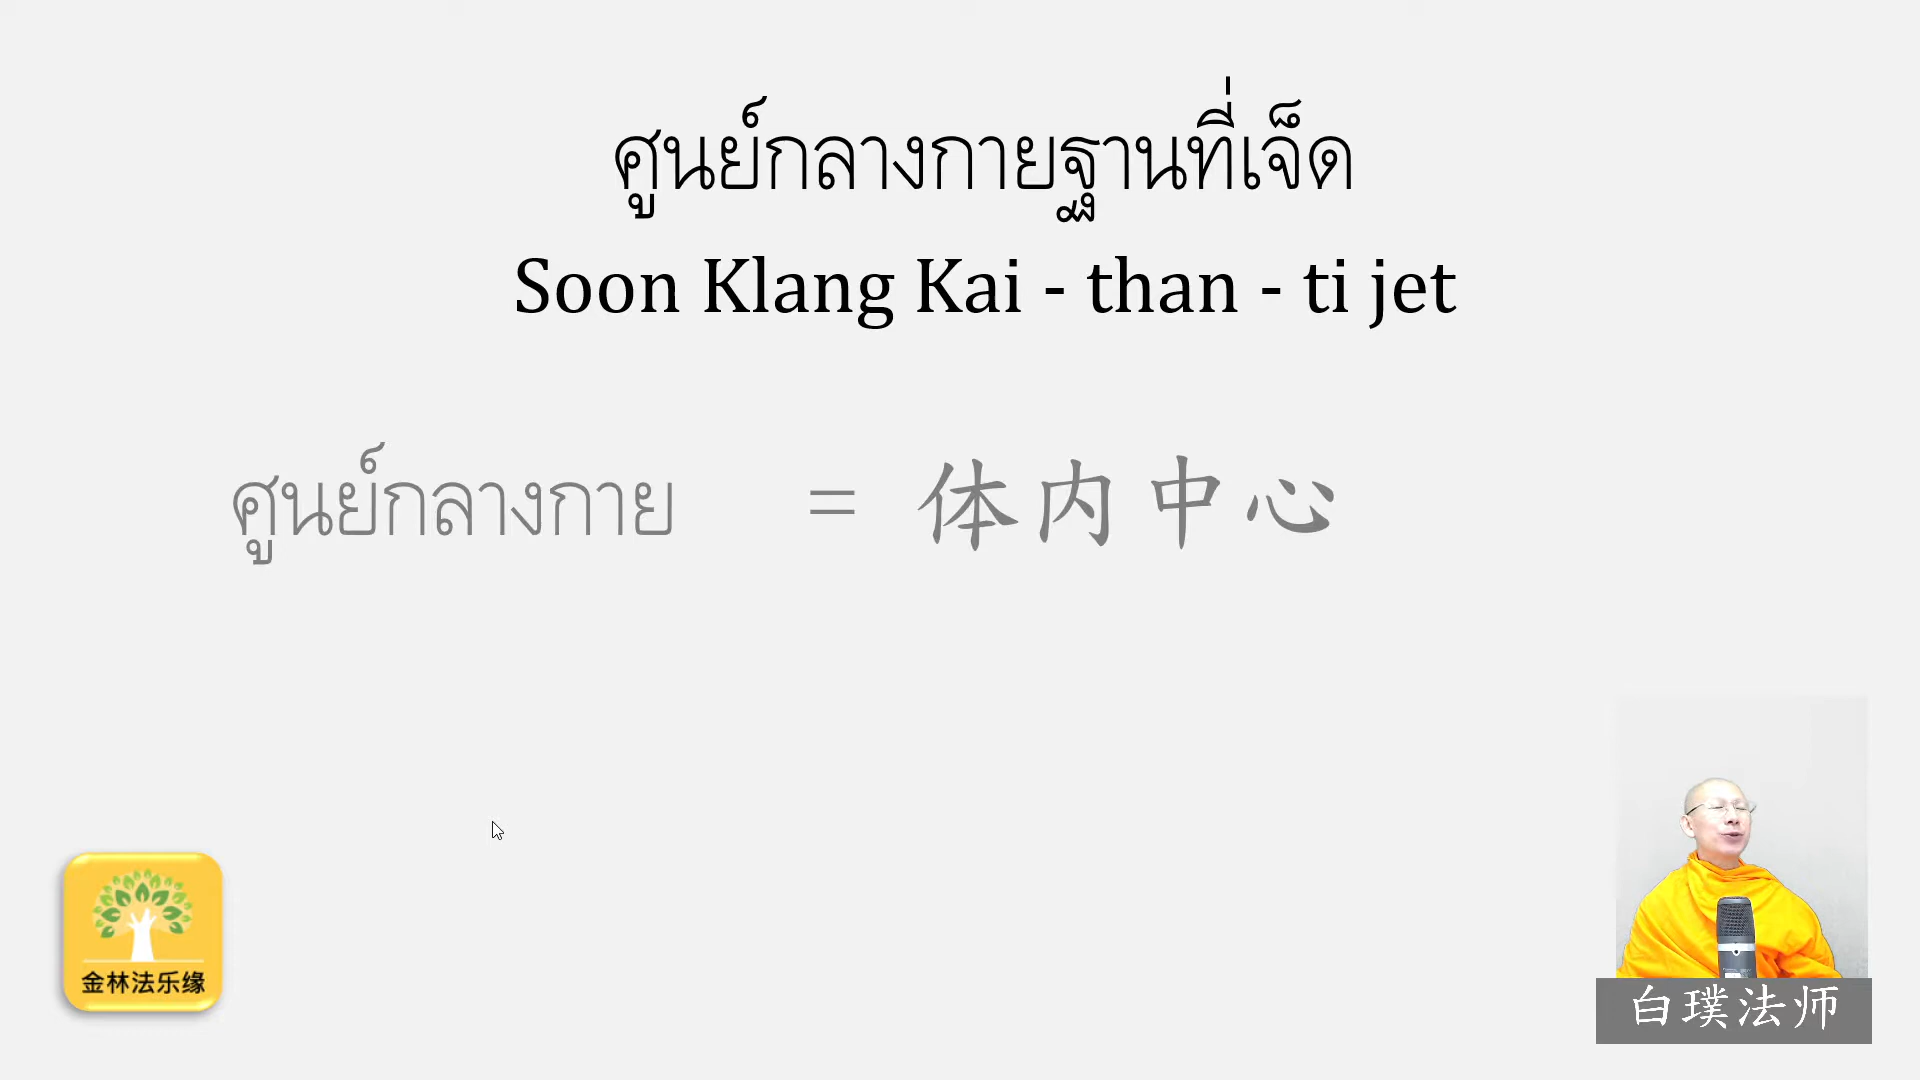 ศูนย์กลางกายฐานที่เจ็ด
Soon Klang Kai - than - ti jet
ศูนย์กลางกาย = 体内中心
金林法乐缘
白璞法师